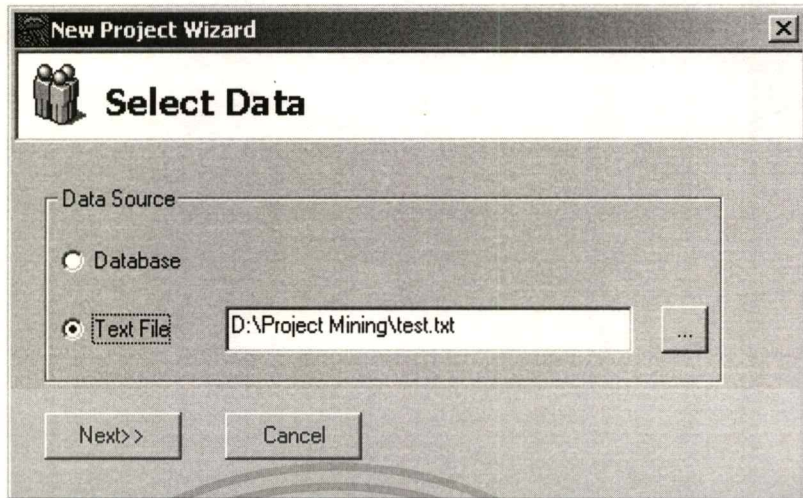 New Project Wizard
Select Data
Data Source
Database
Text File D:\Project Mining\test.txt ...
Next>> Cancel